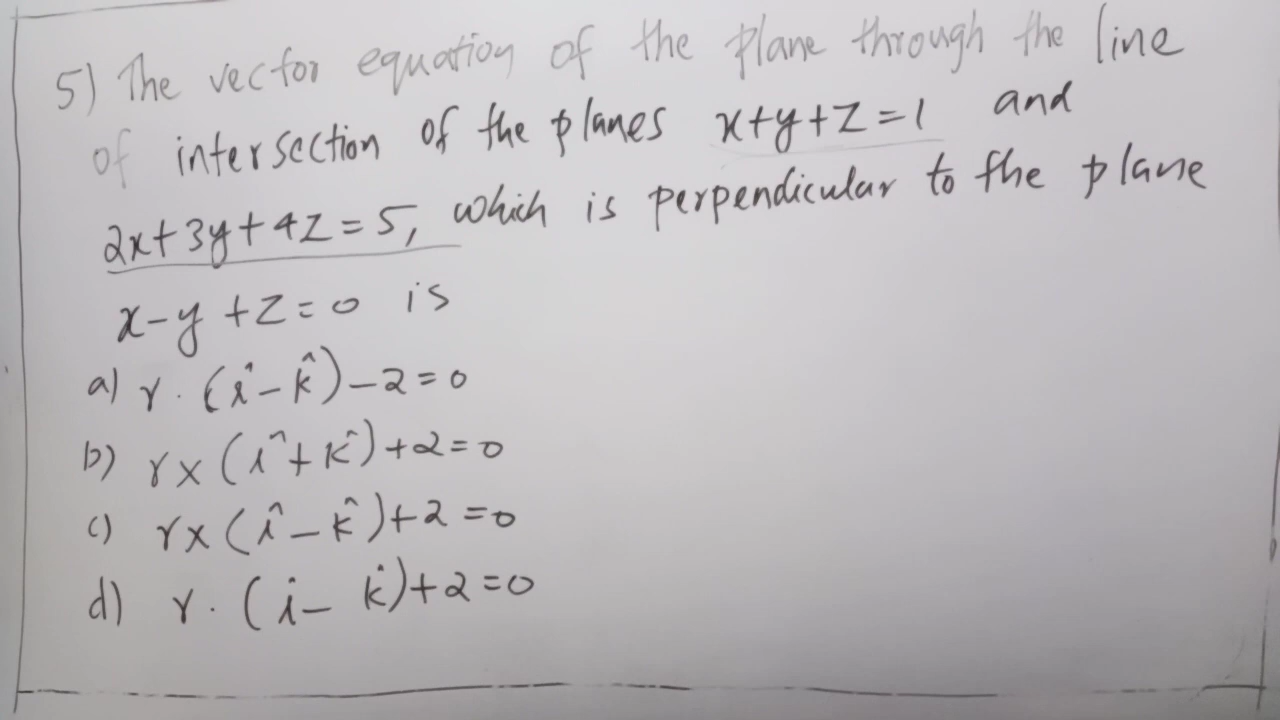 5) The vector equation of the plane through the line
of intersection of the planes x+y+z=1 and
2x+3y+4z=5, which is perpendicular to the plane
x-y+z=0 is
a) r.(î-k̂)-2=0
b) r×(î+k̂)+2=0
c) r×(î-k̂)+2=0
d) r.(i-k̂)+2=0